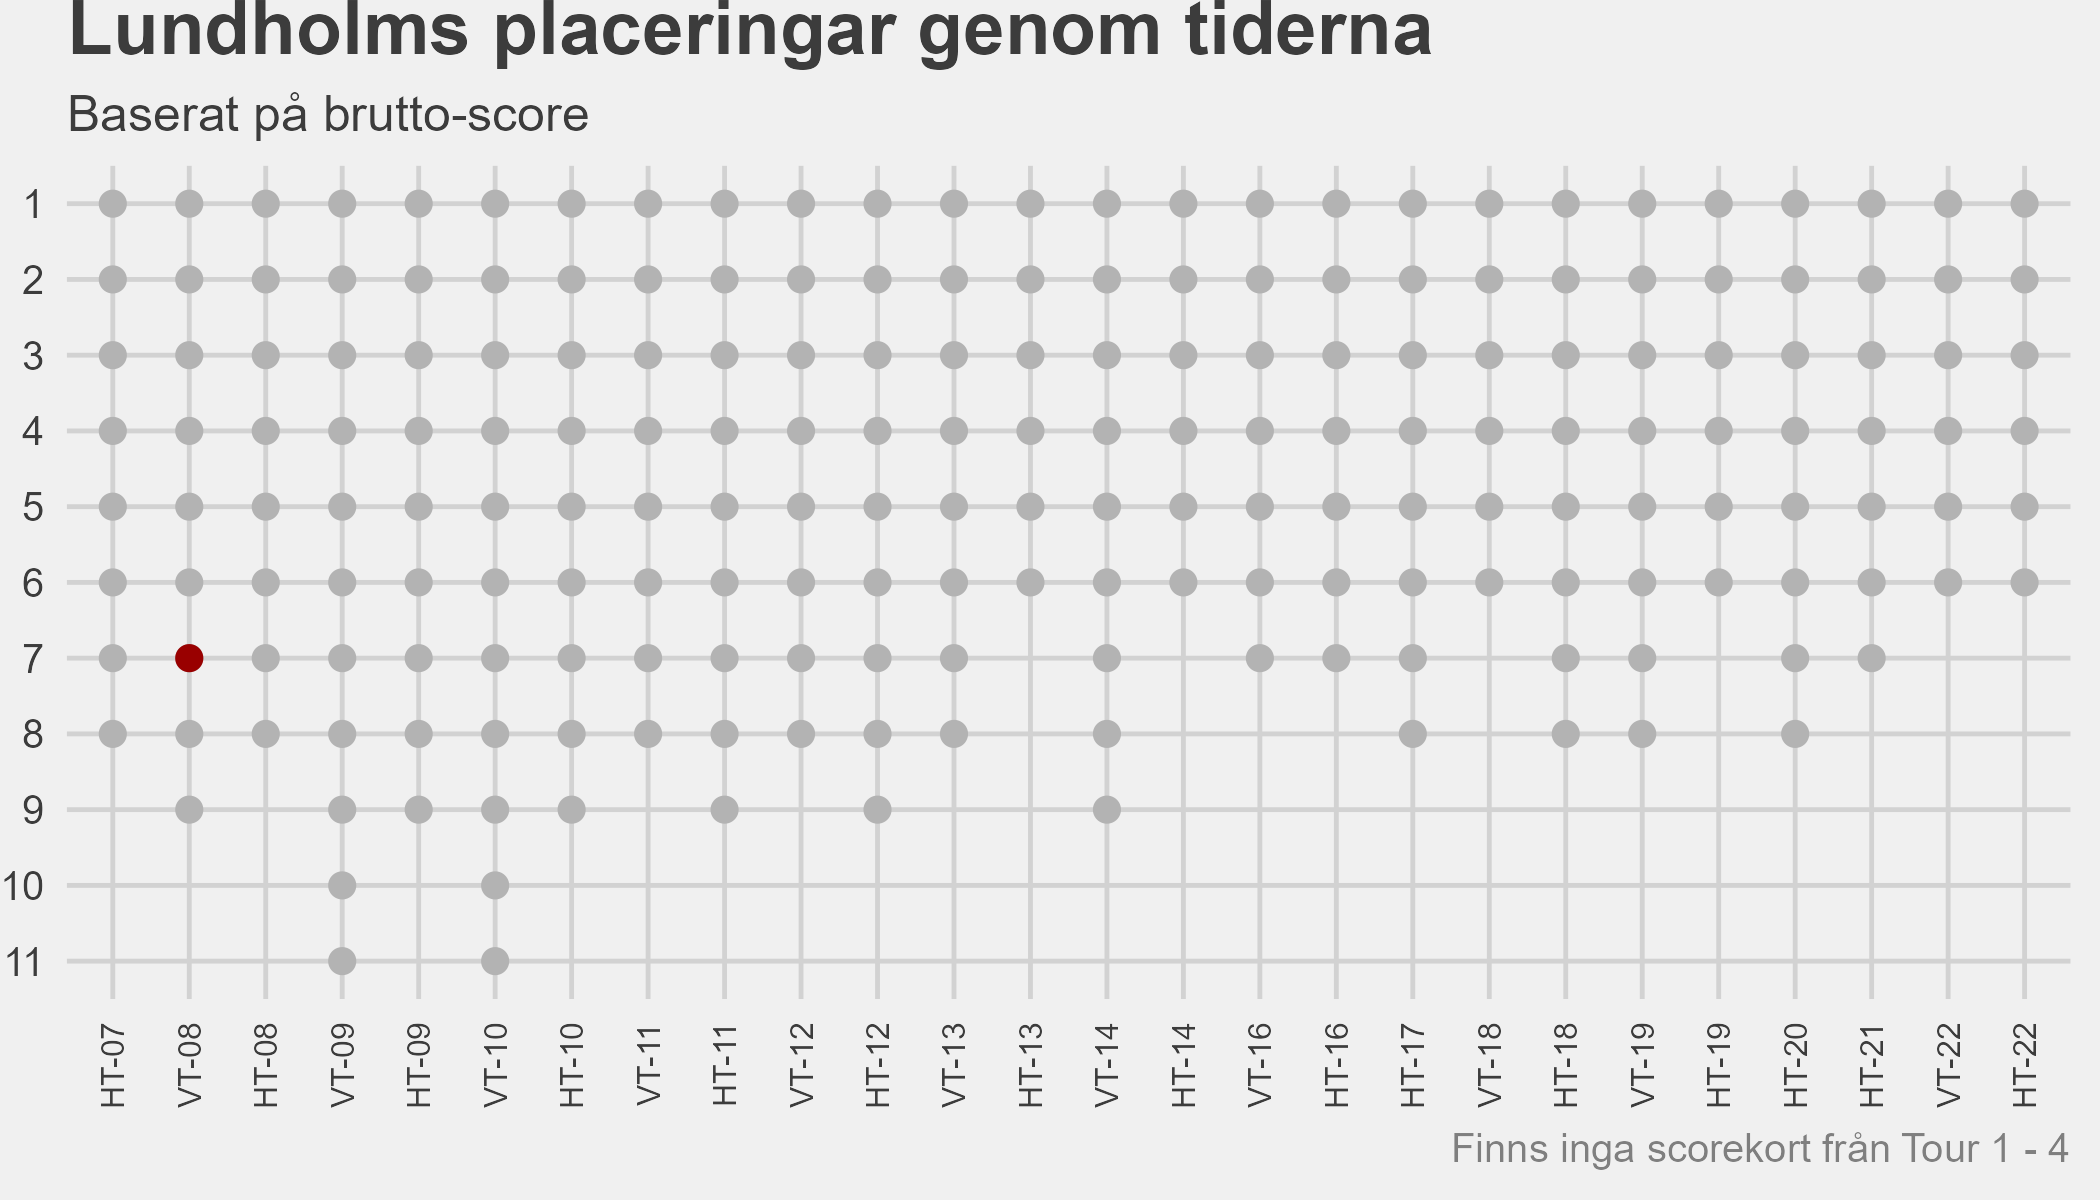 Lundholms placeringar genom tiderna
Baserat på brutto-score
1
2
3
4
5
6
7
8
9
10
11
HT-07
VT-08
HT-08
VT-09
HT-09
VT-10
HT-10
VT-11
HT-11
VT-12
HT-12
VT-13
HT-13
VT-14
HT-14
VT-16
HT-16
HT-17
VT-18
HT-18
VT-19
HT-19
HT-20
HT-21
VT-22
HT-22
Finns inga scorekort från Tour 1 - 4